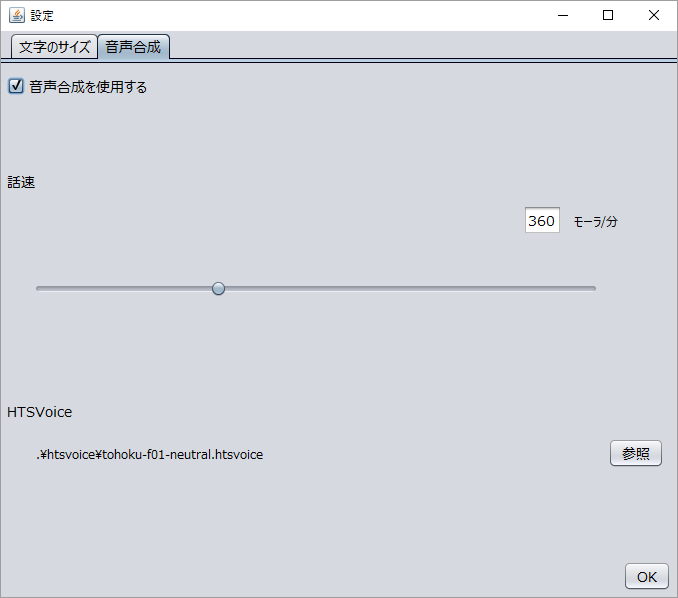 設定
文字のサイズ 音声合成
音声合成を使用する
話速
360 モーラ/分
HTSVoice
.¥htsvoice¥tohoku-f01-neutral.htsvoice 参照
OK